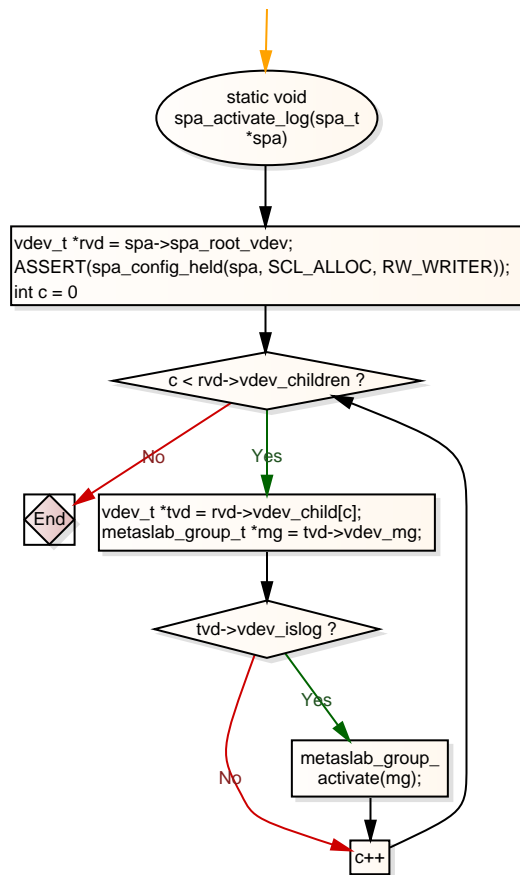 static void
spa_activate_log(spa_t
*spa)
vdev_t *rvd = spa->spa_root_vdev;
ASSERT(spa_config_held(spa, SCL_ALLOC, RW_WRITER));
int c = 0
c < rvd->vdev_children ?
No
Yes
End
vdev_t *tvd = rvd->vdev_child[c];
metaslab_group_t *mg = tvd->vdev_mg;
tvd->vdev_islog ?
Yes
metaslab_group_
activate(mg);
No
c++